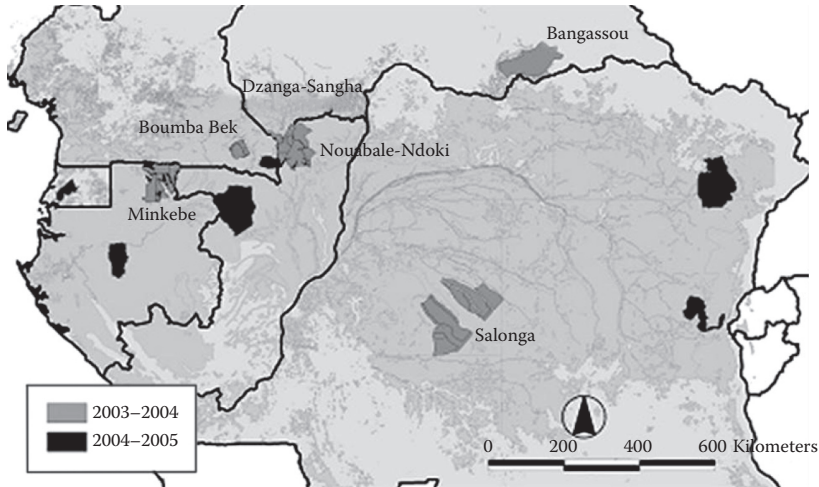 Bangassou
Dzanga-Sangha
Boumba Bek
Nouabale-Ndoki
Minkebe
Salonga
2003–2004
2004–2005
0 200 400 600 Kilometers